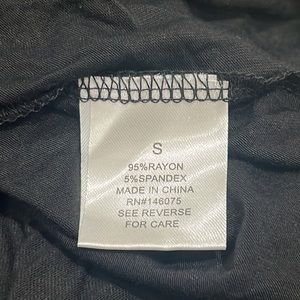 S
95%RAYON
5%SPANDEX
MADE IN CHINA
RN#146075
SEE REVERSE
FOR CARE